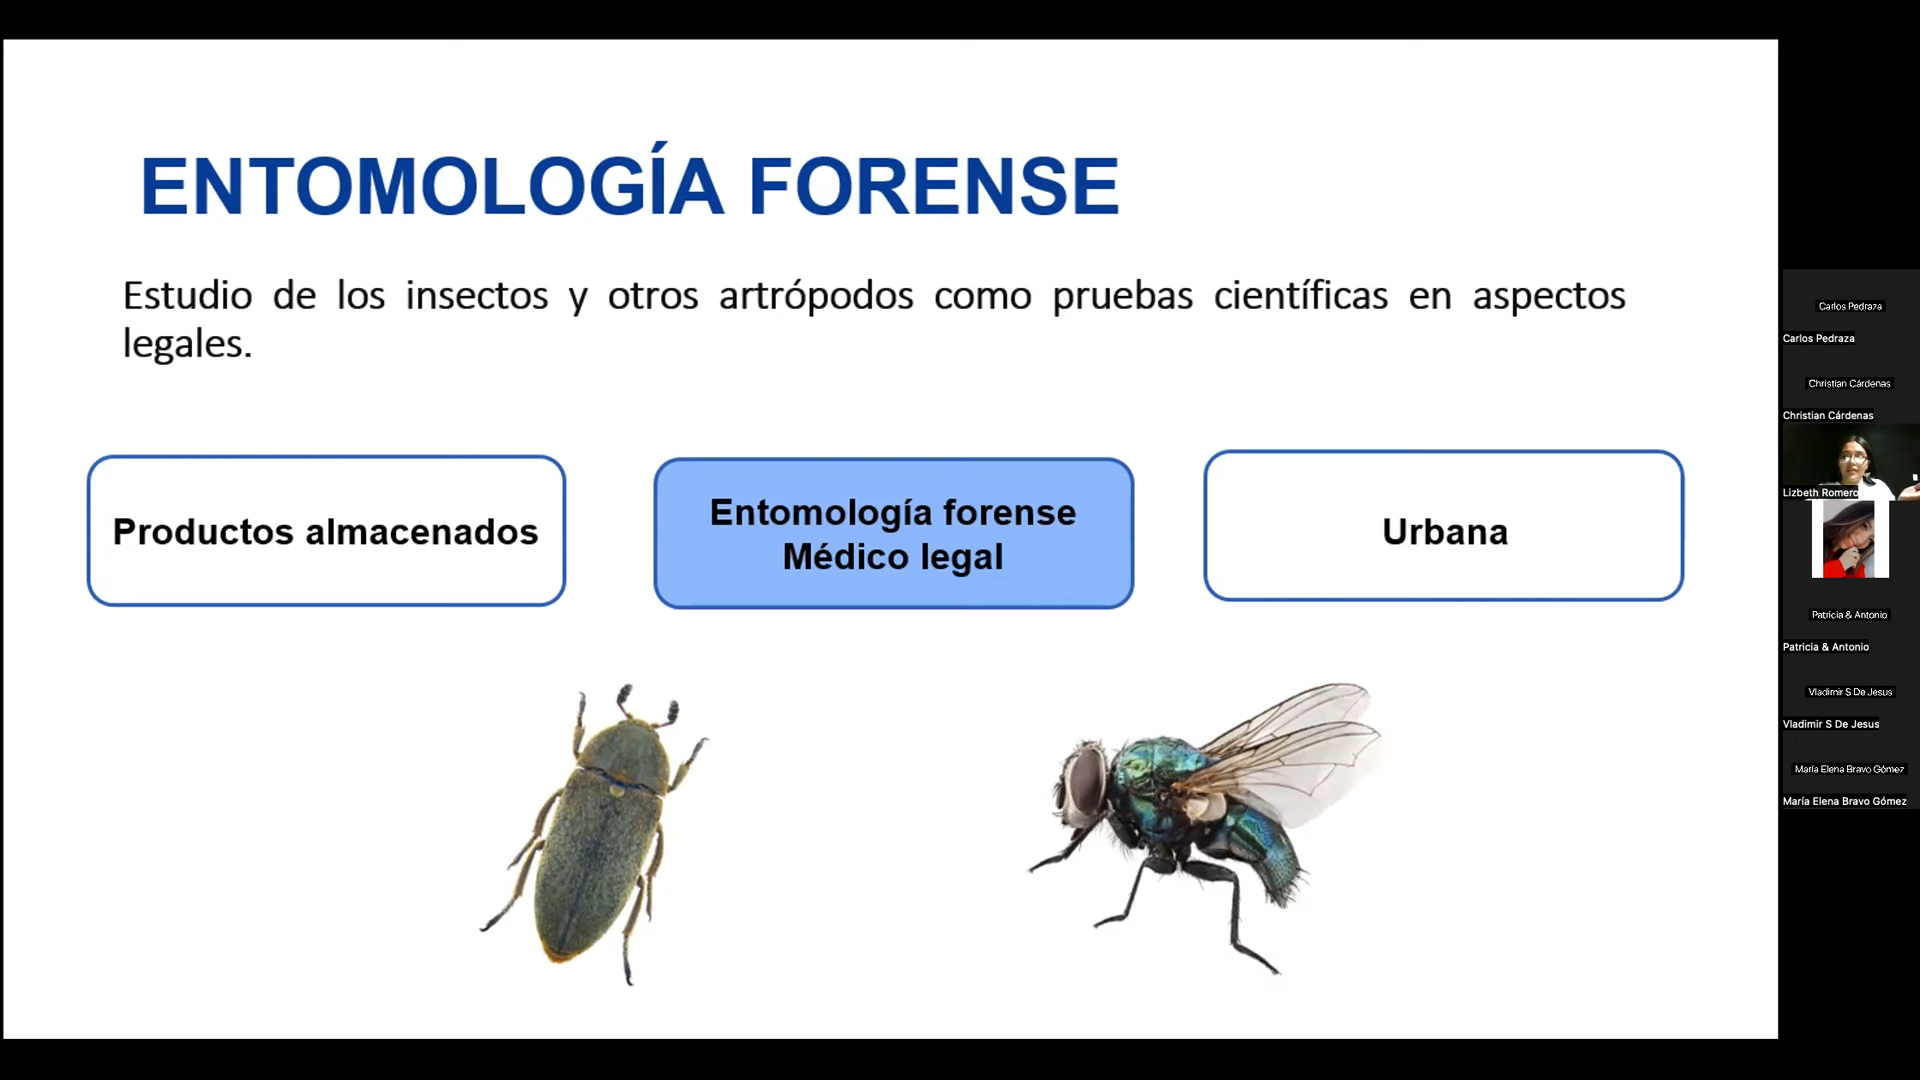 ENTOMOLOGÍA FORENSE
Estudio de los insectos y otros artrópodos como pruebas científicas en aspectos
legales.
Productos almacenados
Entomología forense
Médico legal
Urbana
Carlos Pedraza
Carlos Pedraza
Christian Cárdenas
Christian Cárdenas
Lizbeth Romero
Patricia & Antonio
Patricia & Antonio
Vladimir S De Jesus
Vladimir S De Jesus
María Elena Bravo Gómez
María Elena Bravo Gómez